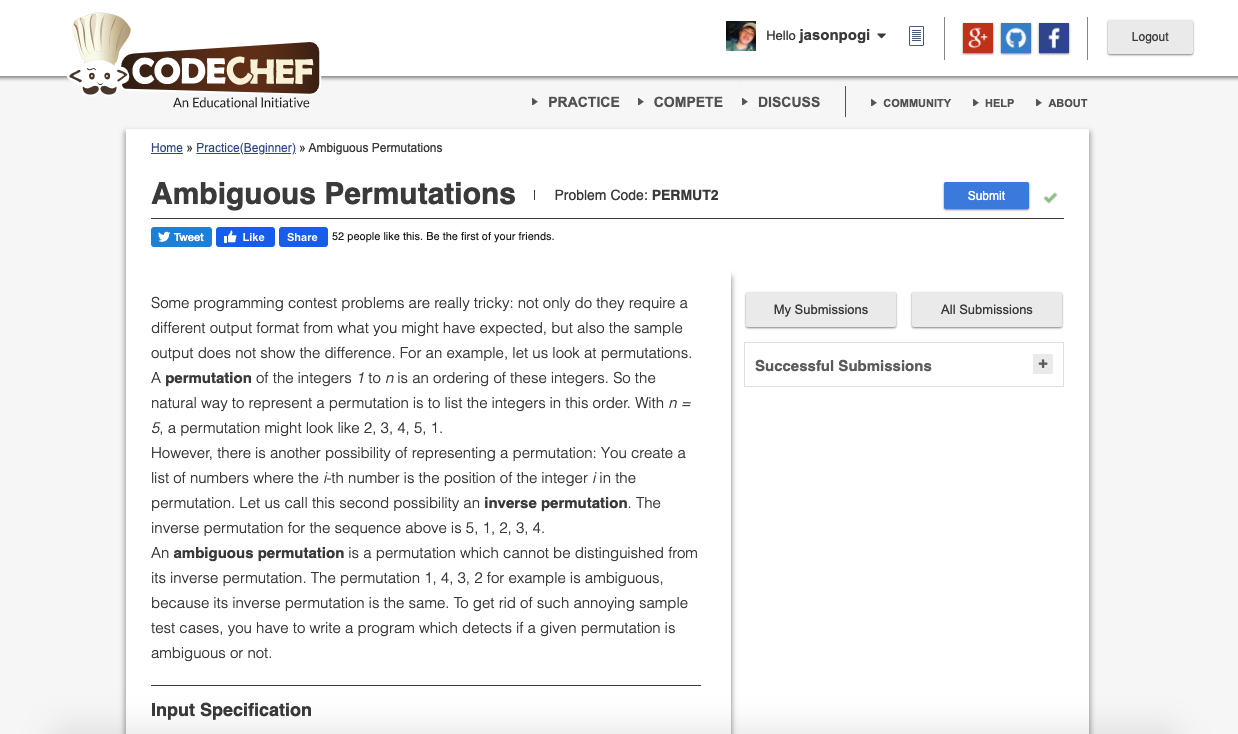 CODECHEF
An Educational Initiative
Hello jasonpogi
g+
f
Logout
PRACTICE COMPETE DISCUSS COMMUNITY HELP ABOUT
Home » Practice(Beginner) » Ambiguous Permutations
Ambiguous Permutations | Problem Code: PERMUT2 Submit
Tweet Like Share 52 people like this. Be the first of your friends.
Some programming contest problems are really tricky: not only do they require a
different output format from what you might have expected, but also the sample
output does not show the difference. For an example, let us look at permutations.
A permutation of the integers 1 to n is an ordering of these integers. So the
natural way to represent a permutation is to list the integers in this order. With n =
5, a permutation might look like 2, 3, 4, 5, 1.
However, there is another possibility of representing a permutation: You create a
list of numbers where the i-th number is the position of the integer i in the
permutation. Let us call this second possibility an inverse permutation. The
inverse permutation for the sequence above is 5, 1, 2, 3, 4.
An ambiguous permutation is a permutation which cannot be distinguished from
its inverse permutation. The permutation 1, 4, 3, 2 for example is ambiguous,
because its inverse permutation is the same. To get rid of such annoying sample
test cases, you have to write a program which detects if a given permutation is
ambiguous or not.
Input Specification
My Submissions All Submissions
Successful Submissions +